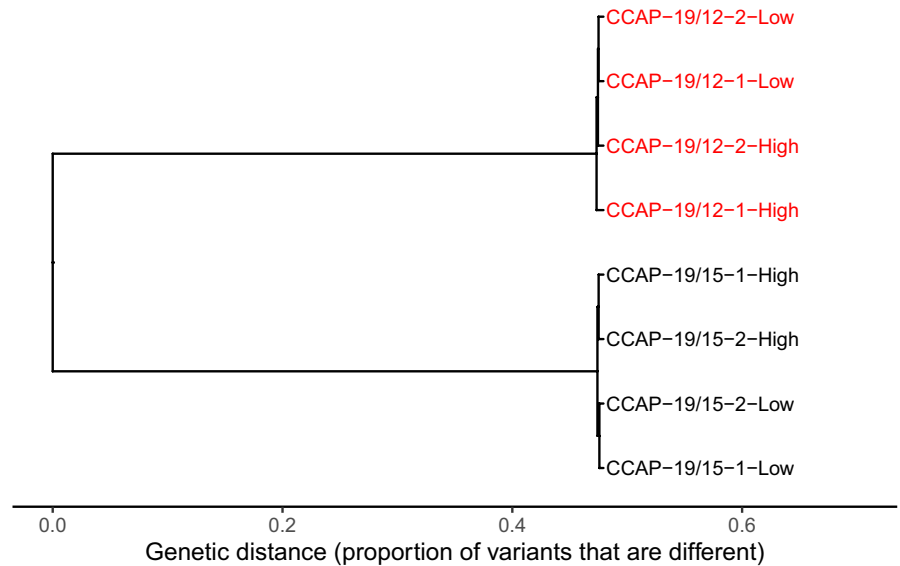 CCAP−19/12−2−Low
CCAP−19/12−1−Low
CCAP−19/12−2−High
CCAP−19/12−1−High
CCAP−19/15−1−High
CCAP−19/15−2−High
CCAP−19/15−2−Low
CCAP−19/15−1−Low
0.0 0.2 0.4 0.6
Genetic distance (proportion of variants that are different)